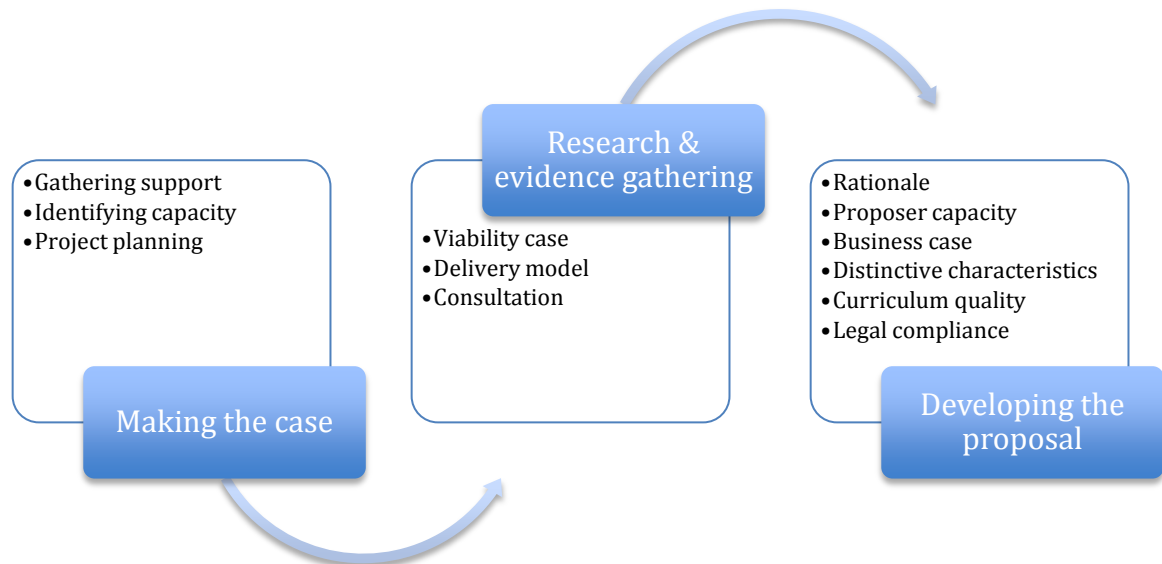 •Gathering support
•Identifying capacity
•Project planning
Making the case
Research &
evidence gathering
•Viability case
•Delivery model
•Consultation
•Rationale
•Proposer capacity
•Business case
•Distinctive characteristics
•Curriculum quality
•Legal compliance
Developing the
proposal